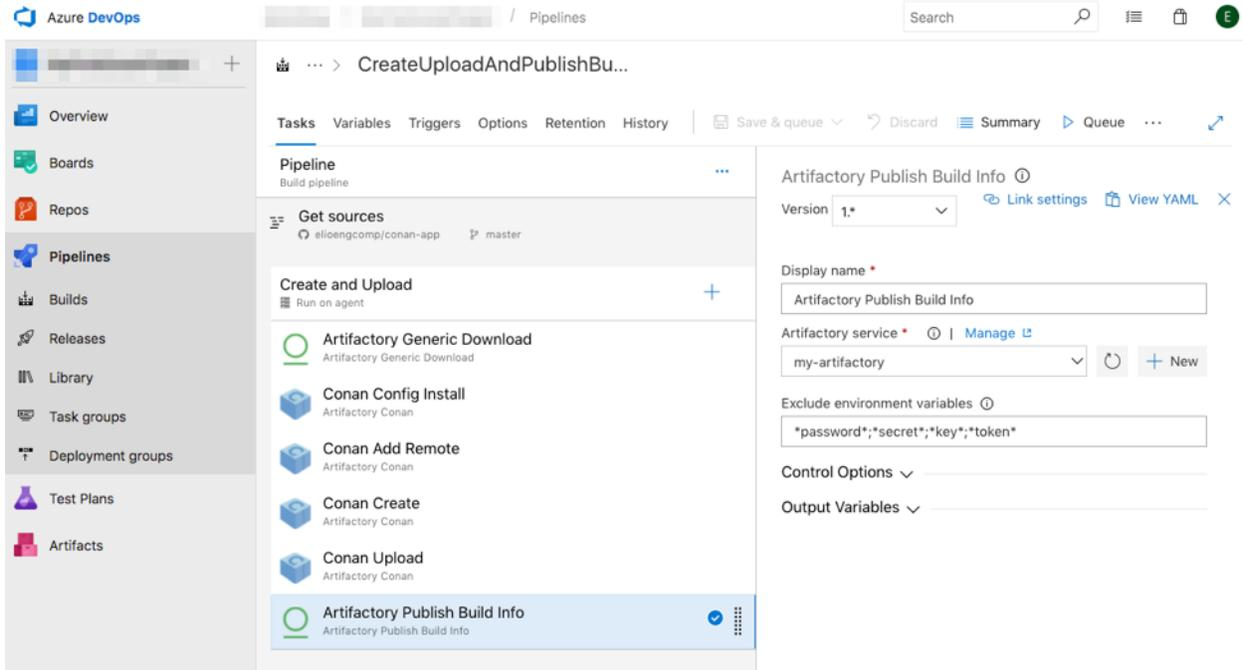 Azure DevOps
/ Pipelines
Search
E
Overview
Boards
Repos
Pipelines
Builds
Releases
Library
Task groups
Deployment groups
Test Plans
Artifacts
... > CreateUploadAndPublishBu...
Tasks Variables Triggers Options Retention History
Save & queue Discard Summary Queue ...
Pipeline
Build pipeline
...
Get sources
elioengcomp/conan-app master
Create and Upload
Run on agent
Artifactory Generic Download
Artifactory Generic Download
Conan Config Install
Artifactory Conan
Conan Add Remote
Artifactory Conan
Conan Create
Artifactory Conan
Conan Upload
Artifactory Conan
Artifactory Publish Build Info
Artifactory Publish Build Info
Artifactory Publish Build Info
Version 1.*
Link settings View YAML
Display name *
Artifactory Publish Build Info
Artifactory service * | Manage
my-artifactory
New
Exclude environment variables
*password*;*secret*;*key*;*token*
Control Options
Output Variables